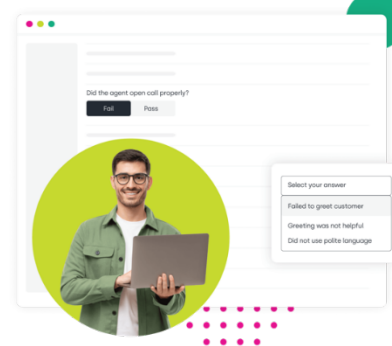 Did the agent open call properly?
Fail Pass
Select your answer
Failed to greet customer
Greeting was not helpful
Did not use polite language